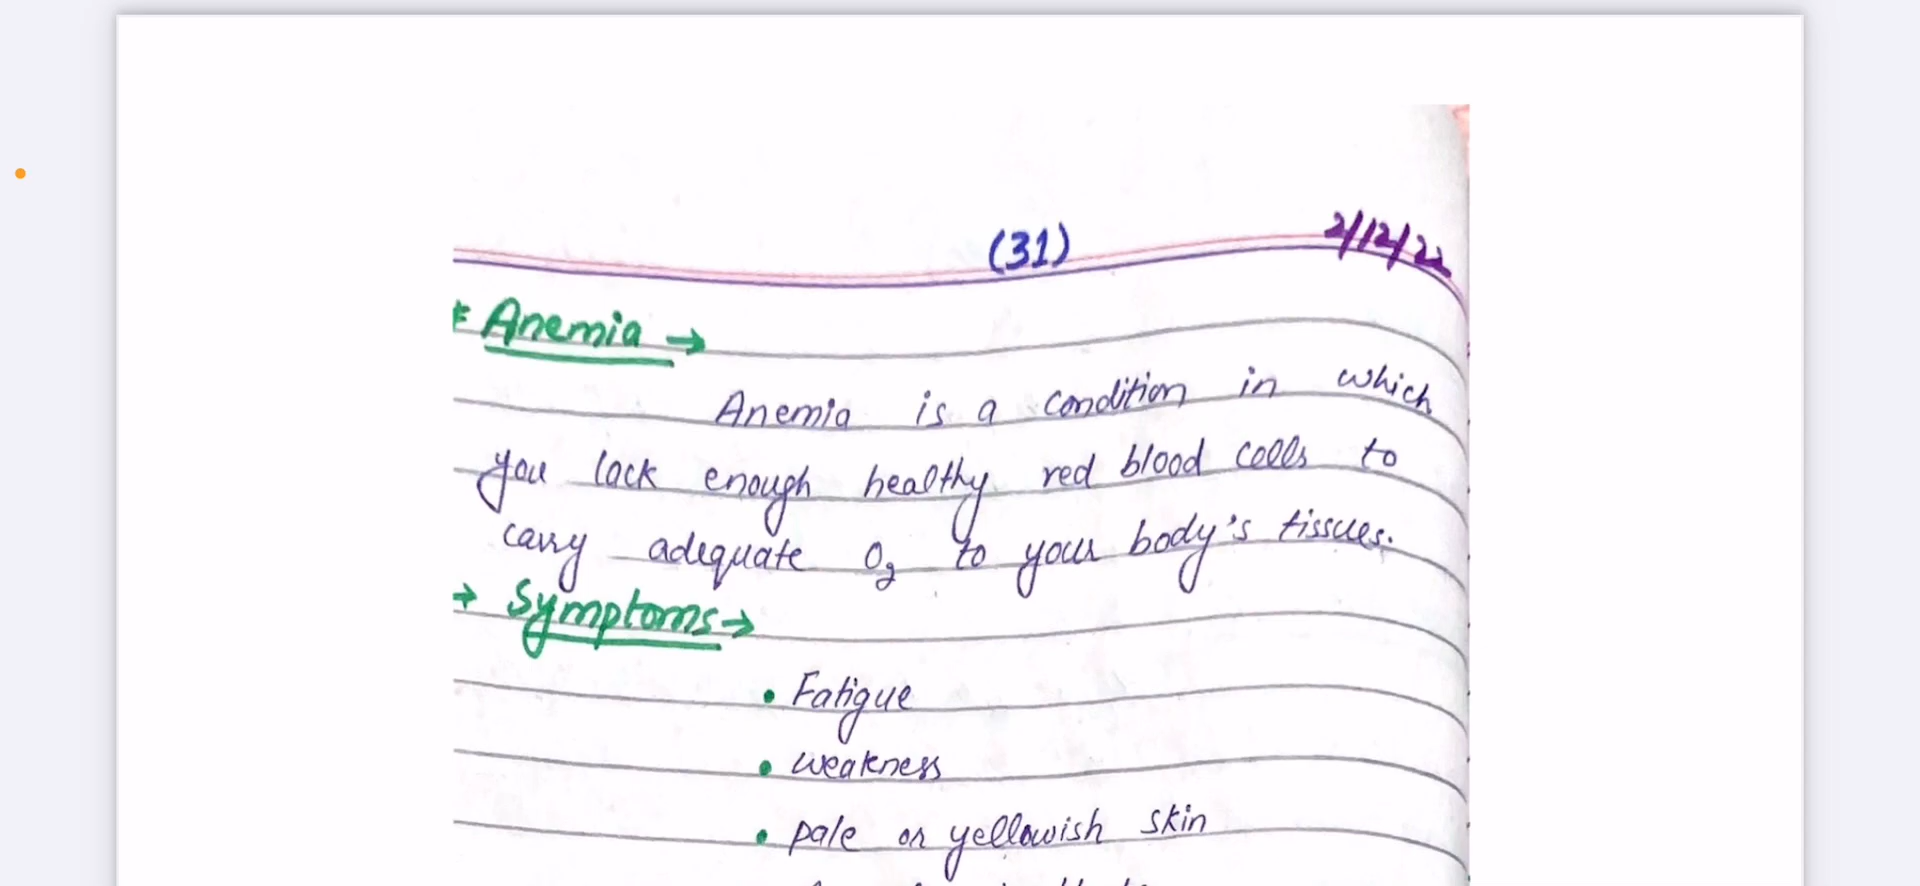 (31)
2/12/22
* Anemia →
Anemia is a condition in which
you lack enough healthy red blood cells to
carry adequate O₂ to your body's tissues.
→ Symptoms →
• Fatigue
• weakness
• pale or yellowish skin